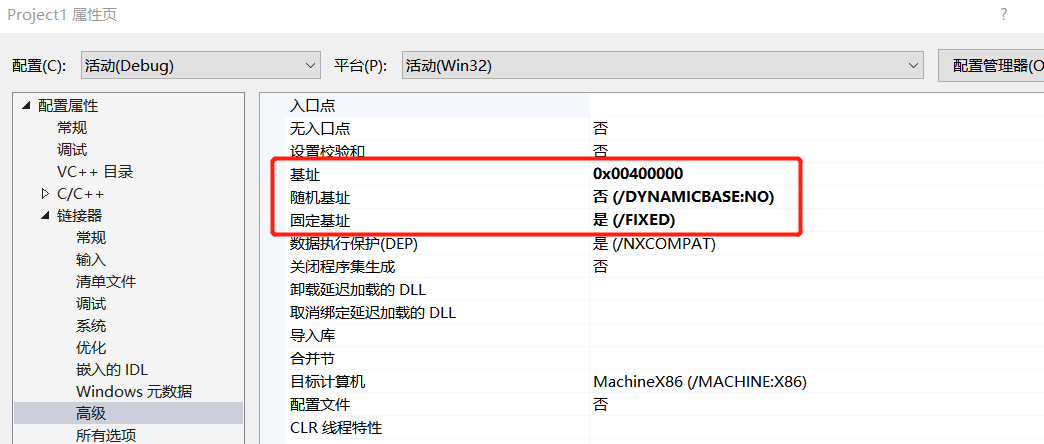 Project1 属性页
?
配置(C): 活动(Debug) 平台(P): 活动(Win32) 配置管理器(O
配置属性
常规
调试
VC++ 目录
C/C++
链接器
常规
输入
清单文件
调试
系统
优化
嵌入的 IDL
Windows 元数据
高级
所有选项
入口点
无入口点 否
设置校验和 否
基址 0x00400000
随机基址 否 (/DYNAMICBASE:NO)
固定基址 是 (/FIXED)
数据执行保护(DEP) 是 (/NXCOMPAT)
关闭程序集生成 否
卸载延迟加载的 DLL
取消绑定延迟加载的 DLL
导入库
合并节
目标计算机 MachineX86 (/MACHINE:X86)
配置文件 否
CLR 线程特性